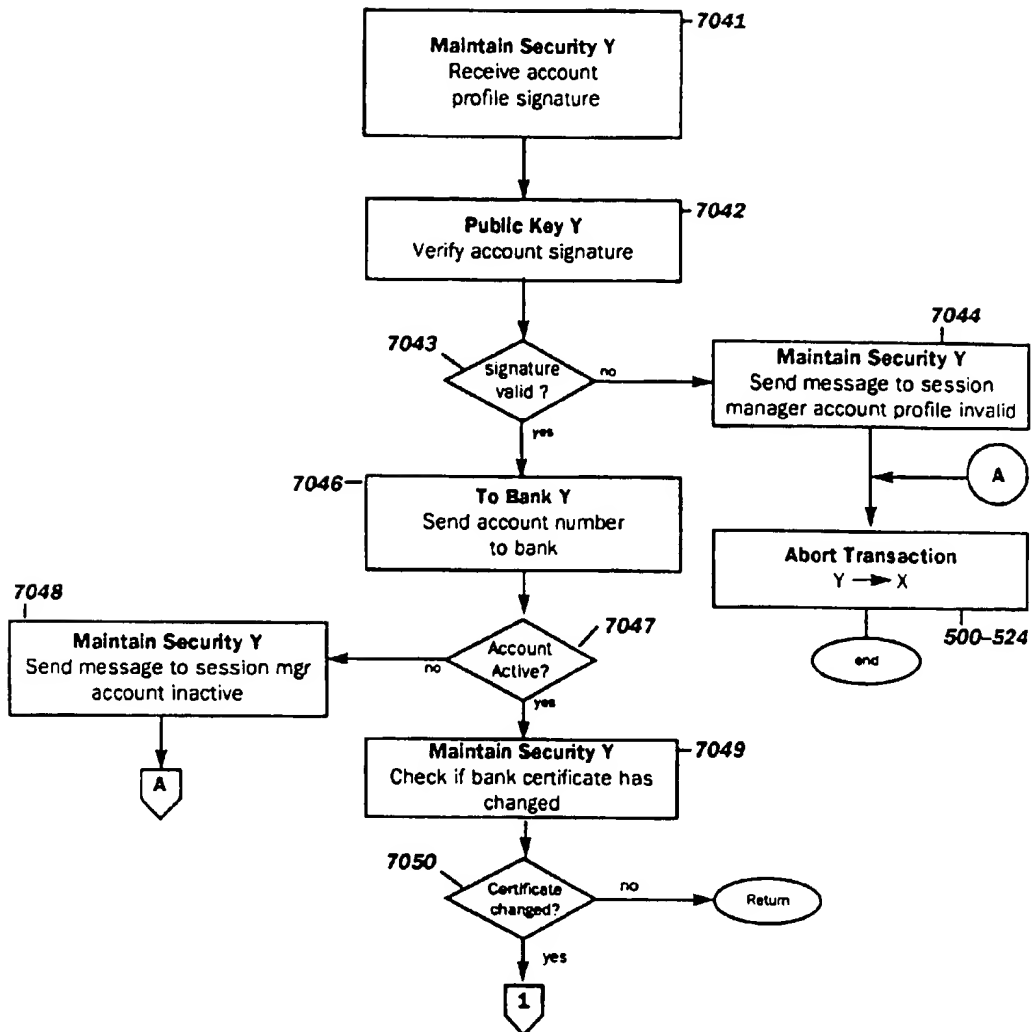 7041
Maintain Security Y
Receive account
profile signature
7042
Public Key Y
Verify account signature
7043
signature
valid ?
no
yes
7044
Maintain Security Y
Send message to session
manager account profile invalid
A
Abort Transaction
Y → X
500-524
end
7046
To Bank Y
Send account number
to bank
7047
Account
Active?
no
yes
7048
Maintain Security Y
Send message to session mgr
account inactive
A
7049
Maintain Security Y
Check if bank certificate has
changed
7050
Certificate
changed?
no
Return
yes
1